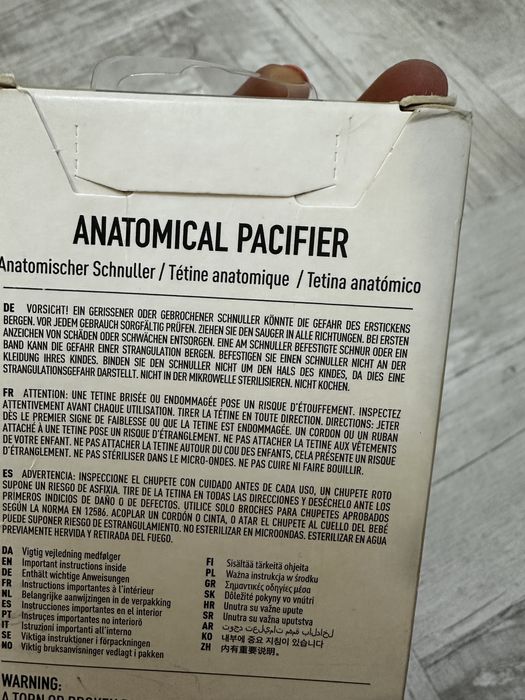 ANATOMICAL PACIFIER
Anatomischer Schnuller / Tétine anatomique / Tetina anatómico
DE VORSICHT! EIN GERISSENER ODER GEBROCHENER SCHNULLER KÖNNTE DIE GEFAHR DES ERSTICKENS
BERGEN. VOR JEDEM GEBRAUCH SORGFÄLTIG PRÜFEN. ZIEHEN SIE DEN SAUGER IN ALLE RICHTUNGEN. BEI ERSTEN
ANZEICHEN VON SCHÄDEN ODER SCHWÄCHEN ENTSORGEN. EINE AM SCHNULLER BEFESTIGTE SCHNUR ODER EIN
BAND KANN DIE GEFAHR EINER STRANGULATION BERGEN. BEFESTIGEN SIE EINEN SCHNULLER NICHT AN DER
KLEIDUNG IHRES KINDES. BINDEN SIE DEN SCHNULLER NICHT UM DEN HALS DES KINDES, DA DIES EINE
STRANGULATIONSGEFAHR DARSTELLT. NICHT IN DER MIKROWELLE STERILISIEREN. NICHT KOCHEN.
FR ATTENTION: UNE TETINE BRISÉE OU ENDOMMAGÉE POSE UN RISQUE D'ÉTOUFFEMENT. INSPECTEZ
ATTENTIVEMENT AVANT CHAQUE UTILISATION. TIRER LA TÉTINE EN TOUTE DIRECTION. DIRECTIONS: JETER
DÈS LE PREMIER SIGNE DE FAIBLESSE OU QUE LA TETINE EST ENDOMMAGÉE. UN CORDON OU UN RUBAN
ATTACHÉ À UNE TETINE POSE UN RISQUE D'ÉTRANGLEMENT. NE PAS ATTACHER LA TETINE AUX VÊTEMENTS
DE VOTRE ENFANT. NE PAS ATTACHER LA TETINE AUTOUR DU COU DES ENFANTS, CELA PRÉSENTE UN RISQUE
D'ÉTRANGLEMENT. NE PAS STÉRILISER DANS LE MICRO-ONDES. NE PAS CUIRE NI FAIRE BOUILLIR.
ES ADVERTENCIA: INSPECCIONE EL CHUPETE CON CUIDADO ANTES DE CADA USO, UN CHUPETE ROTO
SUPONE UN RIESGO DE ASFIXIA. TIRE DE LA TETINA EN TODAS LAS DIRECCIONES Y DESÉCHELO ANTE LOS
PRIMEROS INDICIOS DE DAÑO O DE DEFECTOS. UTILICE SOLO BROCHES PARA CHUPETES APROBADOS
SEGÚN LA NORMA EN 12586. ACOPLAR UN CORDÓN O CINTA, O ATAR EL CHUPETE AL CUELLO DEL BEBÉ
PUEDE SUPONER RIESGO DE ESTRANGULAMIENTO. NO ESTERILIZAR EN MICROONDAS. ESTERILIZAR EN AGUA
PREVIAMENTE HERVIDA Y RETIRADA DEL FUEGO.
DA Vigtig vejledning medfølger
EN Important instructions inside
DE Enthält wichtige Anweisungen
FR Instructions importantes à l'intérieur
NL Belangrijke aanwijzingen in de verpakking
ES Instrucciones importantes en el interior
PT Instruçes importantes no interioró
IT Istruzioni importanti all'interno
SE Viktiga instruktioner i förpackningen
NO Viktig bruksanvisninger vedlagt i pakken
FI Sisältää tärkeitä ohjeita
PL Ważna instrukcja w środku
GR Σημαντικές οδηγίες μέσα
SK Dôležité pokyny vo vnútri
HR Unutra su važne upute
SR Unutra su važna uputstva
AR
KO 내부에 중요 지침이 있습니다
ZH 内有重要说明。
WARNING:
A TORN OR